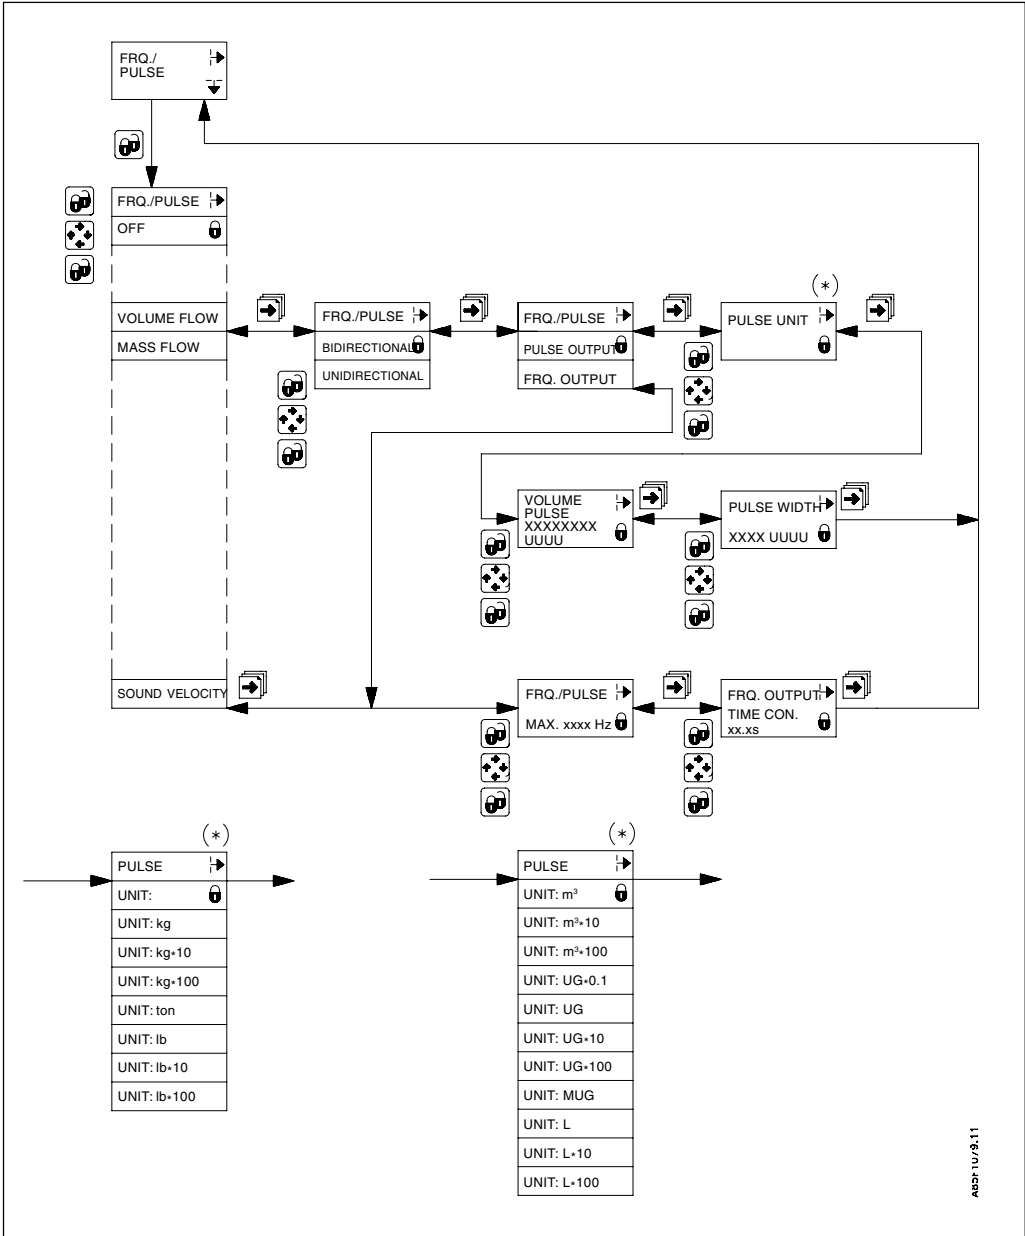 FRQ./
PULSE
FRQ./PULSE
OFF
VOLUME FLOW
MASS FLOW
FRQ./PULSE
BIDIRECTIONAL
UNIDIRECTIONAL
FRQ./PULSE
PULSE OUTPUT
FRQ. OUTPUT
(*)
PULSE UNIT
VOLUME
PULSE
XXXXXXXX
UUUU
PULSE WIDTH
XXXX UUUU
SOUND VELOCITY
FRQ./PULSE
MAX. xxxx Hz
FRQ. OUTPUT
TIME CON.
xx.xs
(*)
PULSE
UNIT:
UNIT: kg
UNIT: kg*10
UNIT: kg*100
UNIT: ton
UNIT: lb
UNIT: lb*10
UNIT: lb*100
(*)
PULSE
UNIT: m³
UNIT: m³*10
UNIT: m³*100
UNIT: UG*0.1
UNIT: UG
UNIT: UG*10
UNIT: UG*100
UNIT: MUG
UNIT: L
UNIT: L*10
UNIT: L*100